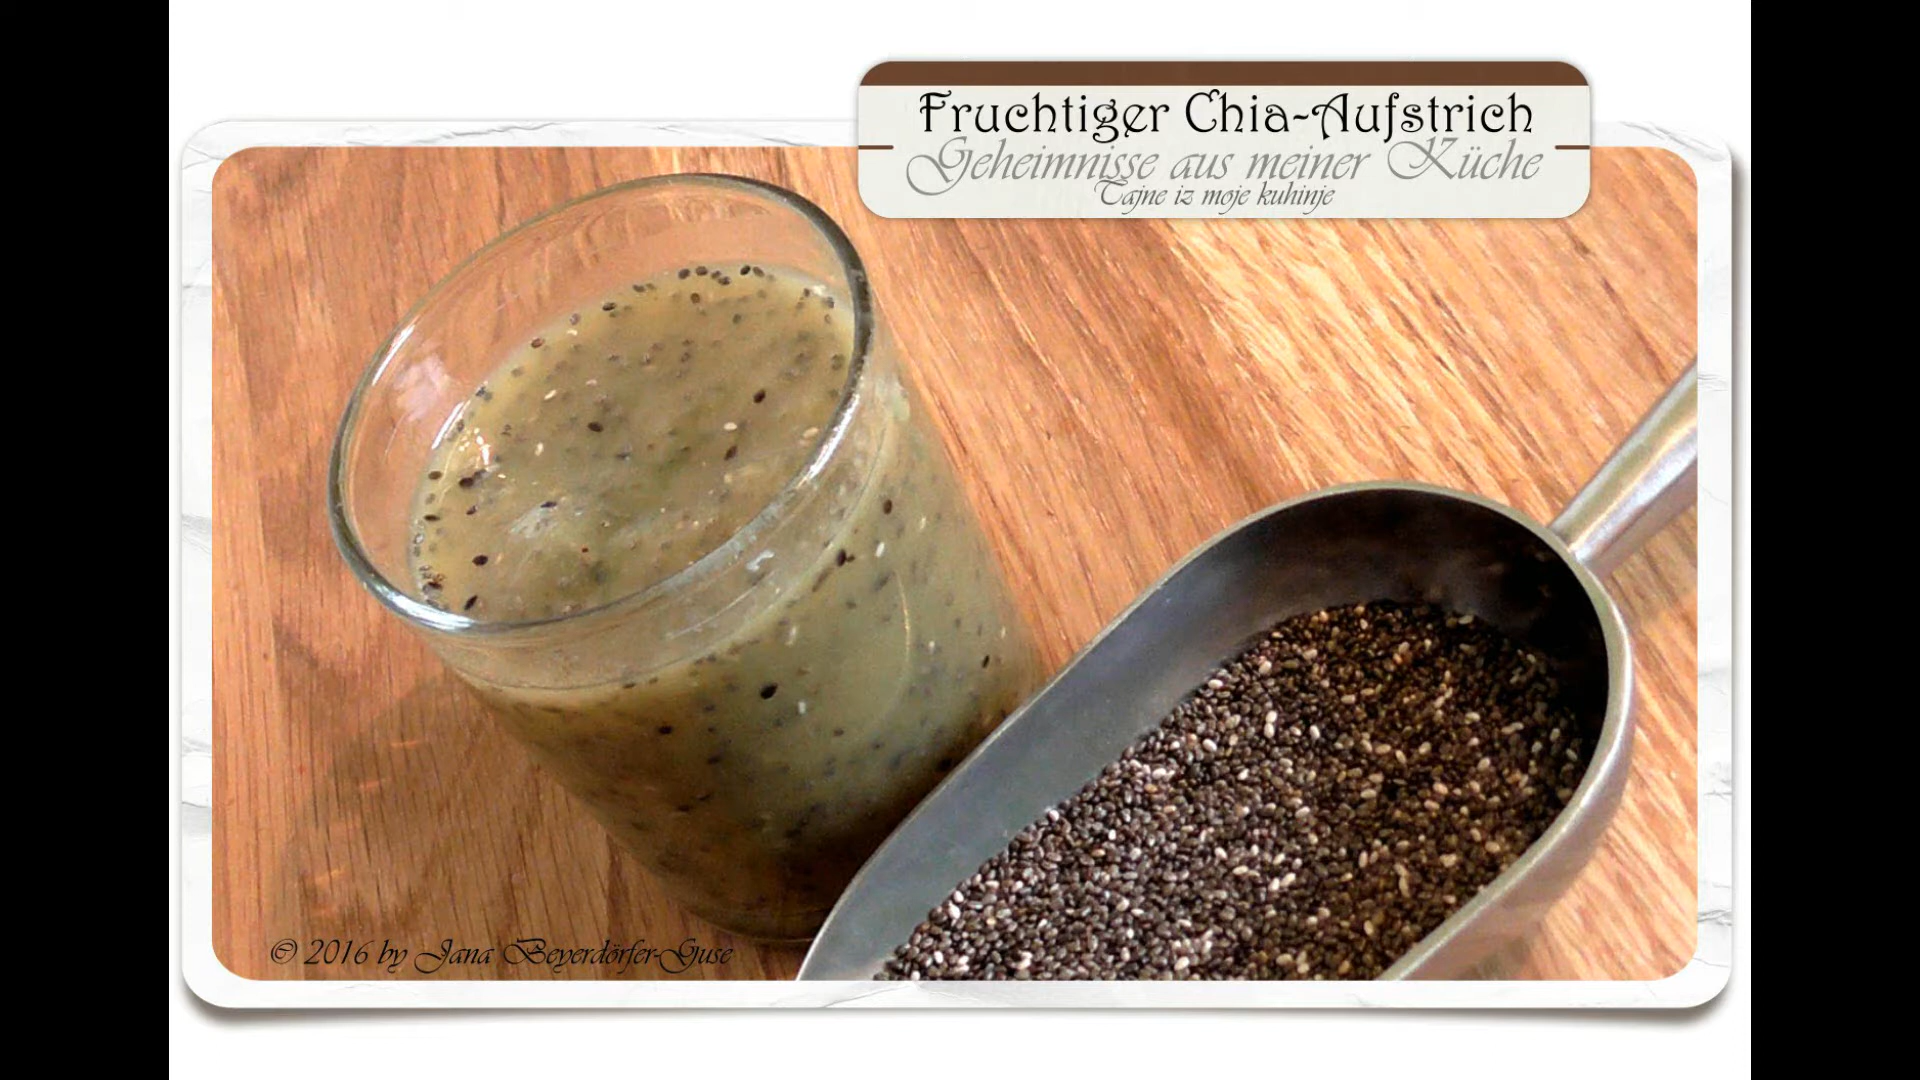 Fruchtiger Chia-Aufstrich
Geheimnisse aus meiner Küche
Tajne iz moje kuhinje
© 2016 by Jana Beyerdörfer-Guse